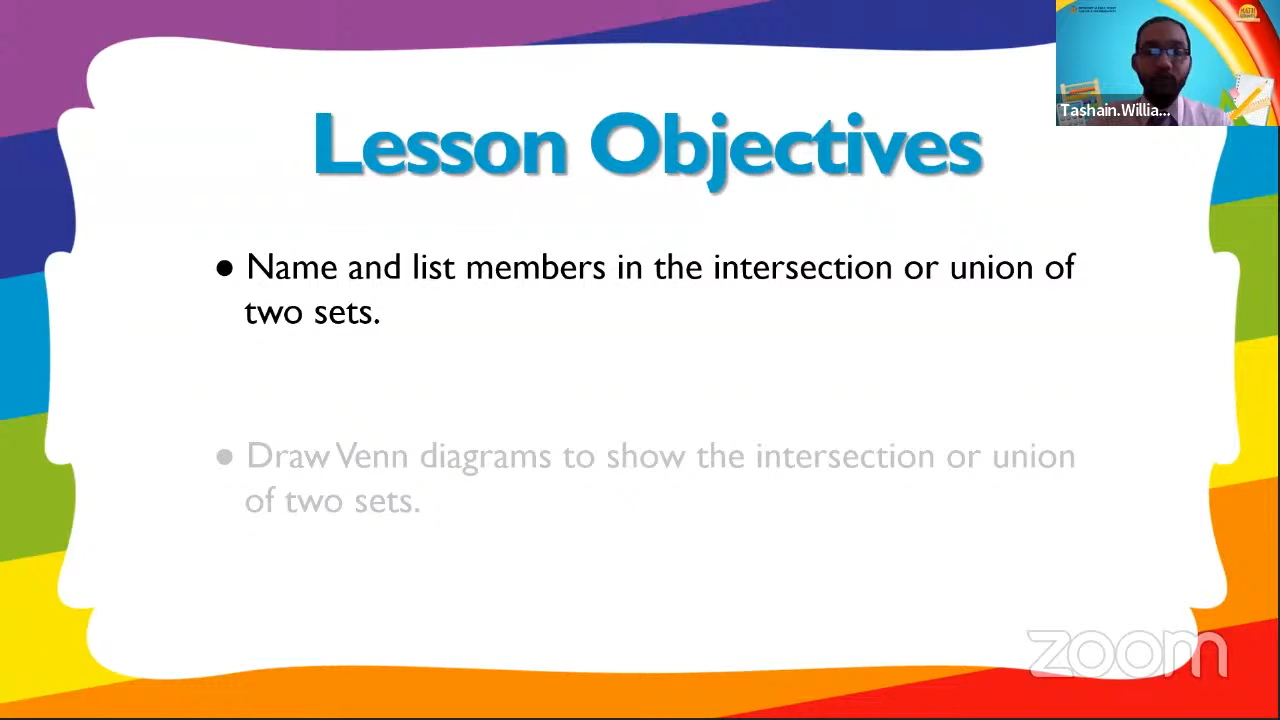 Tashain.Willia...
Lesson Objectives
● Name and list members in the intersection or union of
two sets.
● Draw Venn diagrams to show the intersection or union
of two sets.
zoom